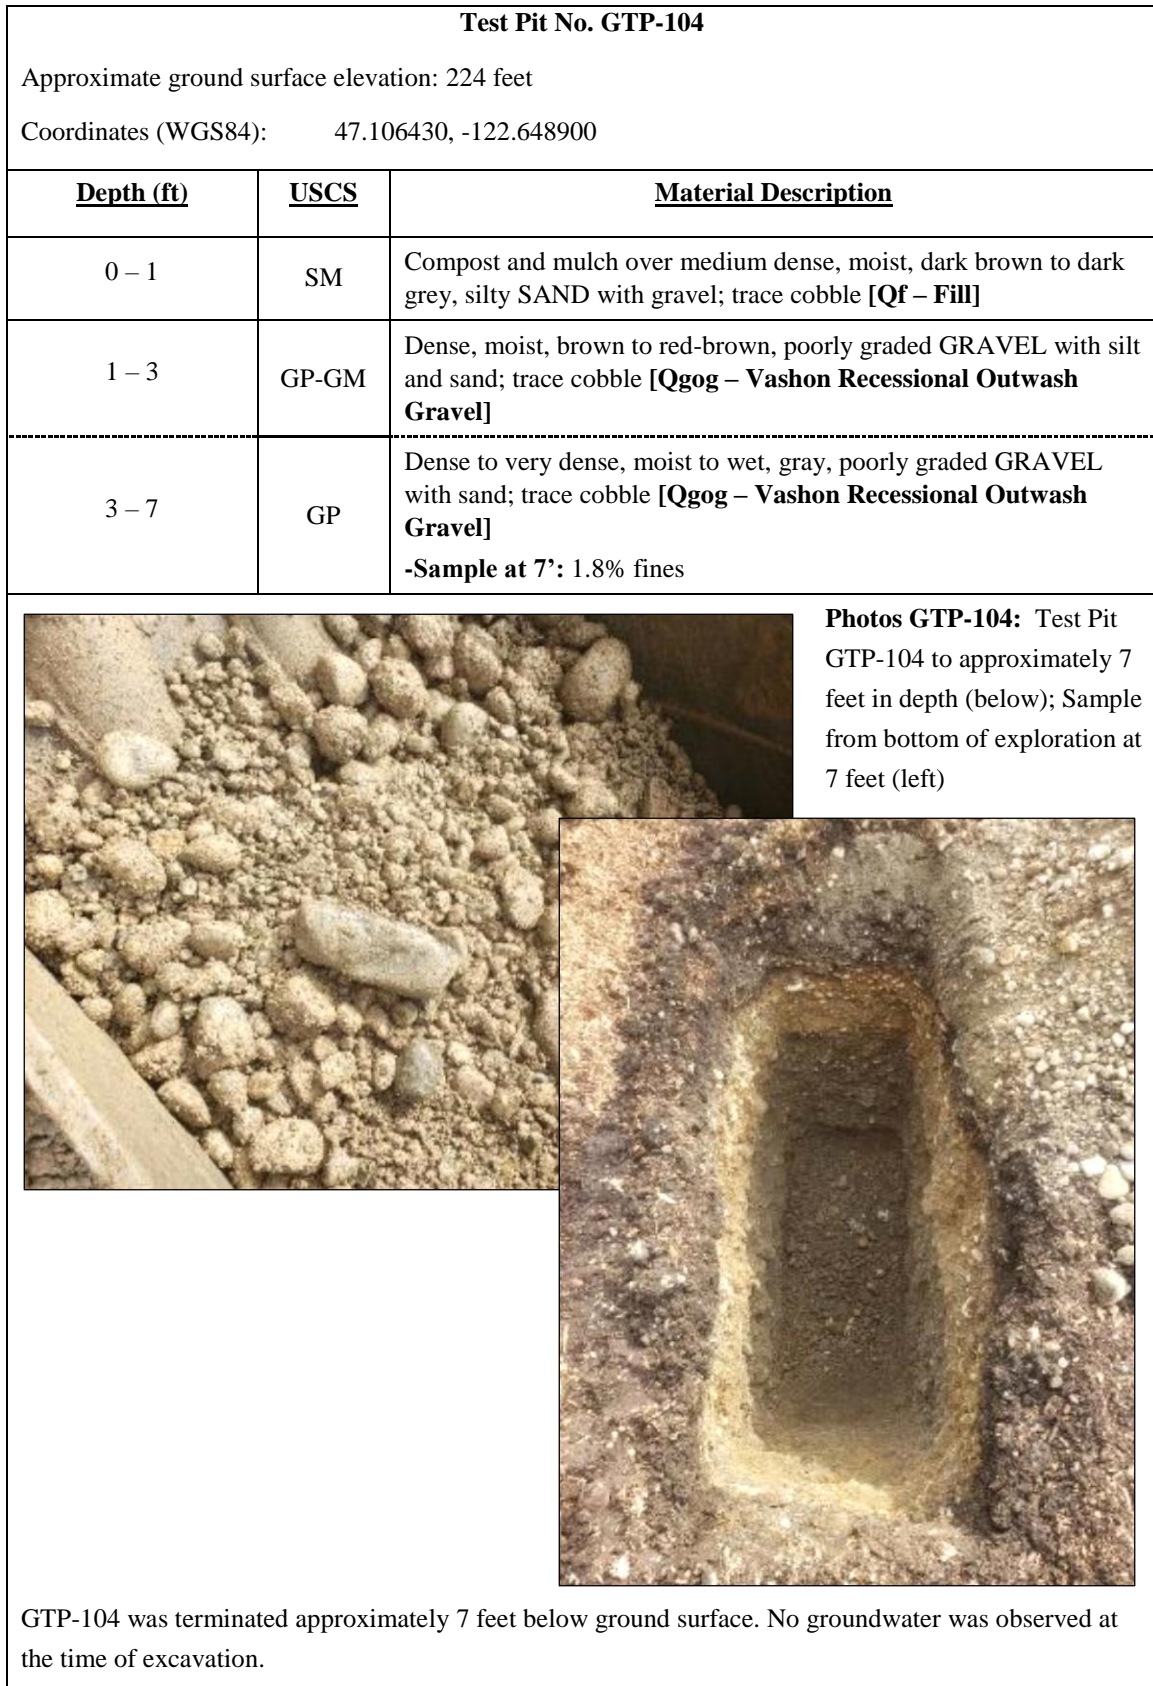 Test Pit No. GTP-104
Approximate ground surface elevation: 224 feet
Coordinates (WGS84): 47.106430, -122.648900
Depth (ft) USCS Material Description
0 – 1 SM
Compost and mulch over medium dense, moist, dark brown to dark
grey, silty SAND with gravel; trace cobble [Qf – Fill]
1 – 3 GP-GM
Dense, moist, brown to red-brown, poorly graded GRAVEL with silt
and sand; trace cobble [Qgog – Vashon Recessional Outwash
Gravel]
3 – 7 GP
Dense to very dense, moist to wet, gray, poorly graded GRAVEL
with sand; trace cobble [Qgog – Vashon Recessional Outwash
Gravel]
-Sample at 7’: 1.8% fines
Photos GTP-104: Test Pit
GTP-104 to approximately 7
feet in depth (below); Sample
from bottom of exploration at
7 feet (left)
GTP-104 was terminated approximately 7 feet below ground surface. No groundwater was observed at
the time of excavation.